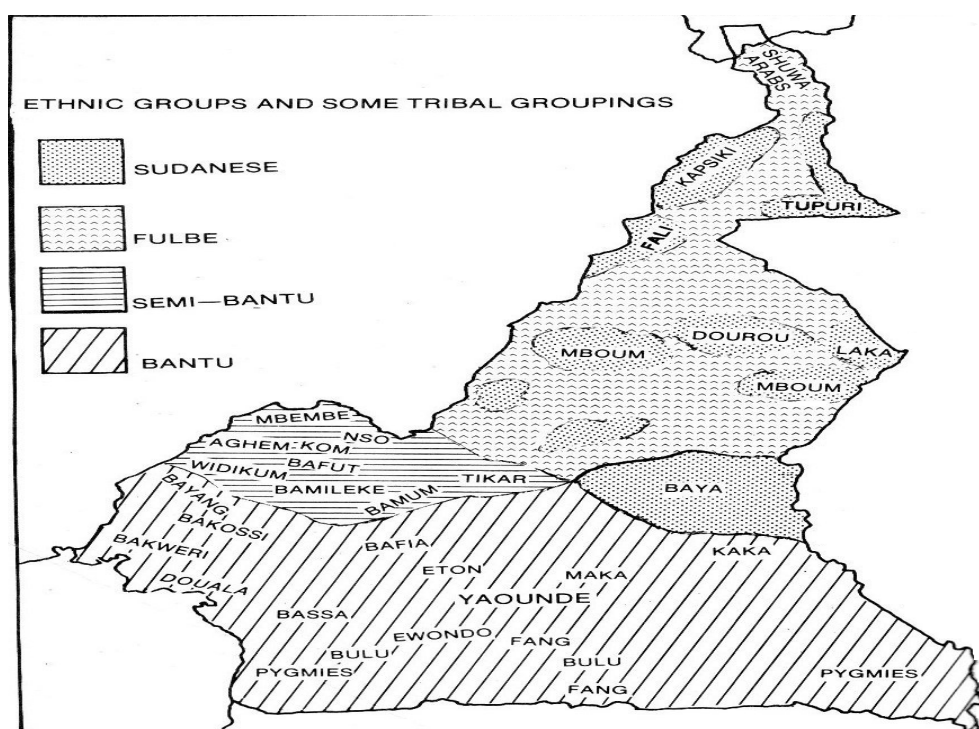 ETHNIC GROUPS AND SOME TRIBAL GROUPINGS
SUDANESE
FULBE
SEMI—BANTU
BANTU
SHUWA
ARABS
KAPSIKI
TUPURI
FALI
DOUROU
MBOUM
LAKA
MBOUM
MBEMBE
NSO
AGHEM-KOM
BAFUT
WIDIKUM
TIKAR
BAMILEKE
BAMUM
BAYA
BAYANG
BAKOSSI
BAKWERI
BAFIA
KAKA
ETON
MAKA
DOUALA
YAOUNDE
BASSA
EWONDO
FANG
BULU
BULU
PYGMIES
PYGMIES
FANG